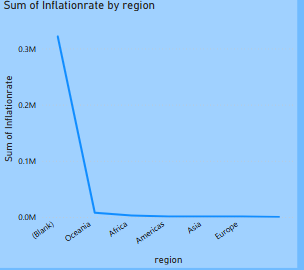 Sum of Inflationrate by region
Sum of Inflationrate
0.3M
0.2M
0.1M
0.0M
(Blank)
Oceania
Africa
Americas
Asia
Europe
region